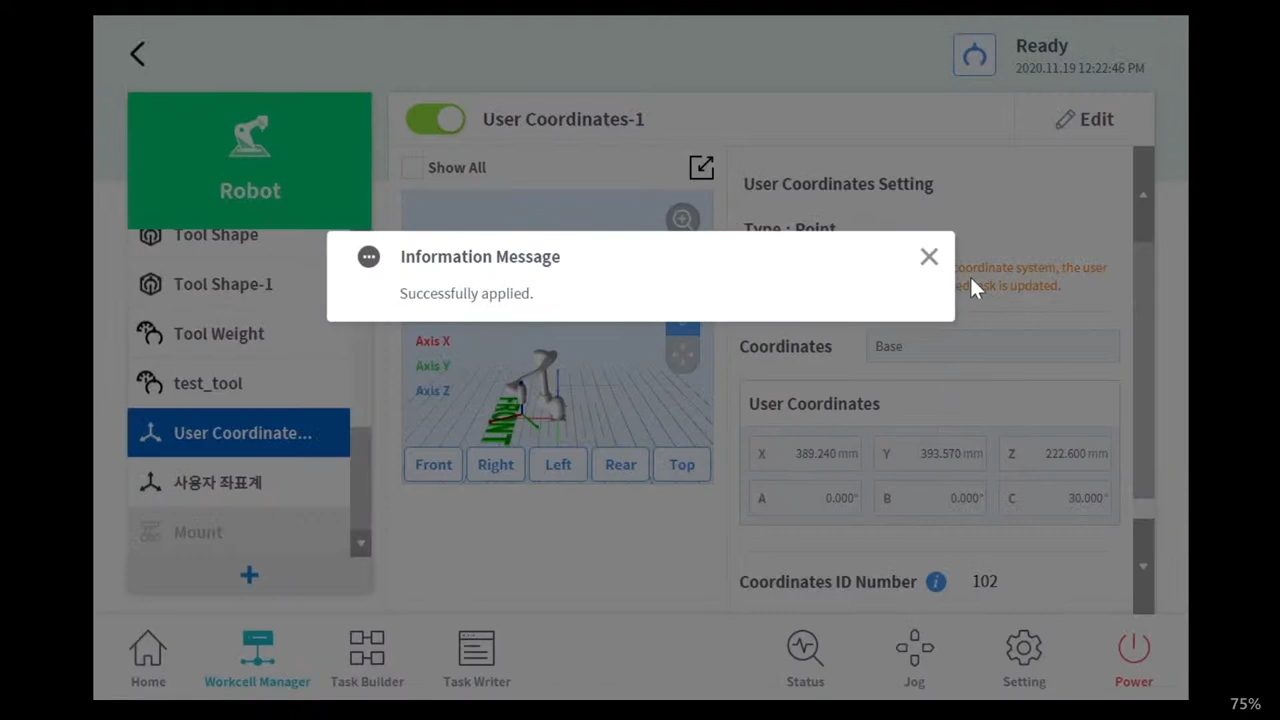 Ready
2020.11.19 12:22:46 PM
Robot
User Coordinates-1
Edit
Tool Shape
Tool Shape-1
Tool Weight
test_tool
User Coordinate...
사용자 좌표계
Mount
Show All
User Coordinates Setting
Type : Point
Information Message
Successfully applied.
coordinate system, the user
is updated.
Axis X
Axis Y
Axis Z
FRONT
Front Right Left Rear Top
Coordinates Base
User Coordinates
X 389.240 mm Y 393.570 mm Z 222.600 mm
A 0.000° B 0.000° C 30.000°
Coordinates ID Number 102
Home Workcell Manager Task Builder Task Writer Status Jog Setting Power
75%